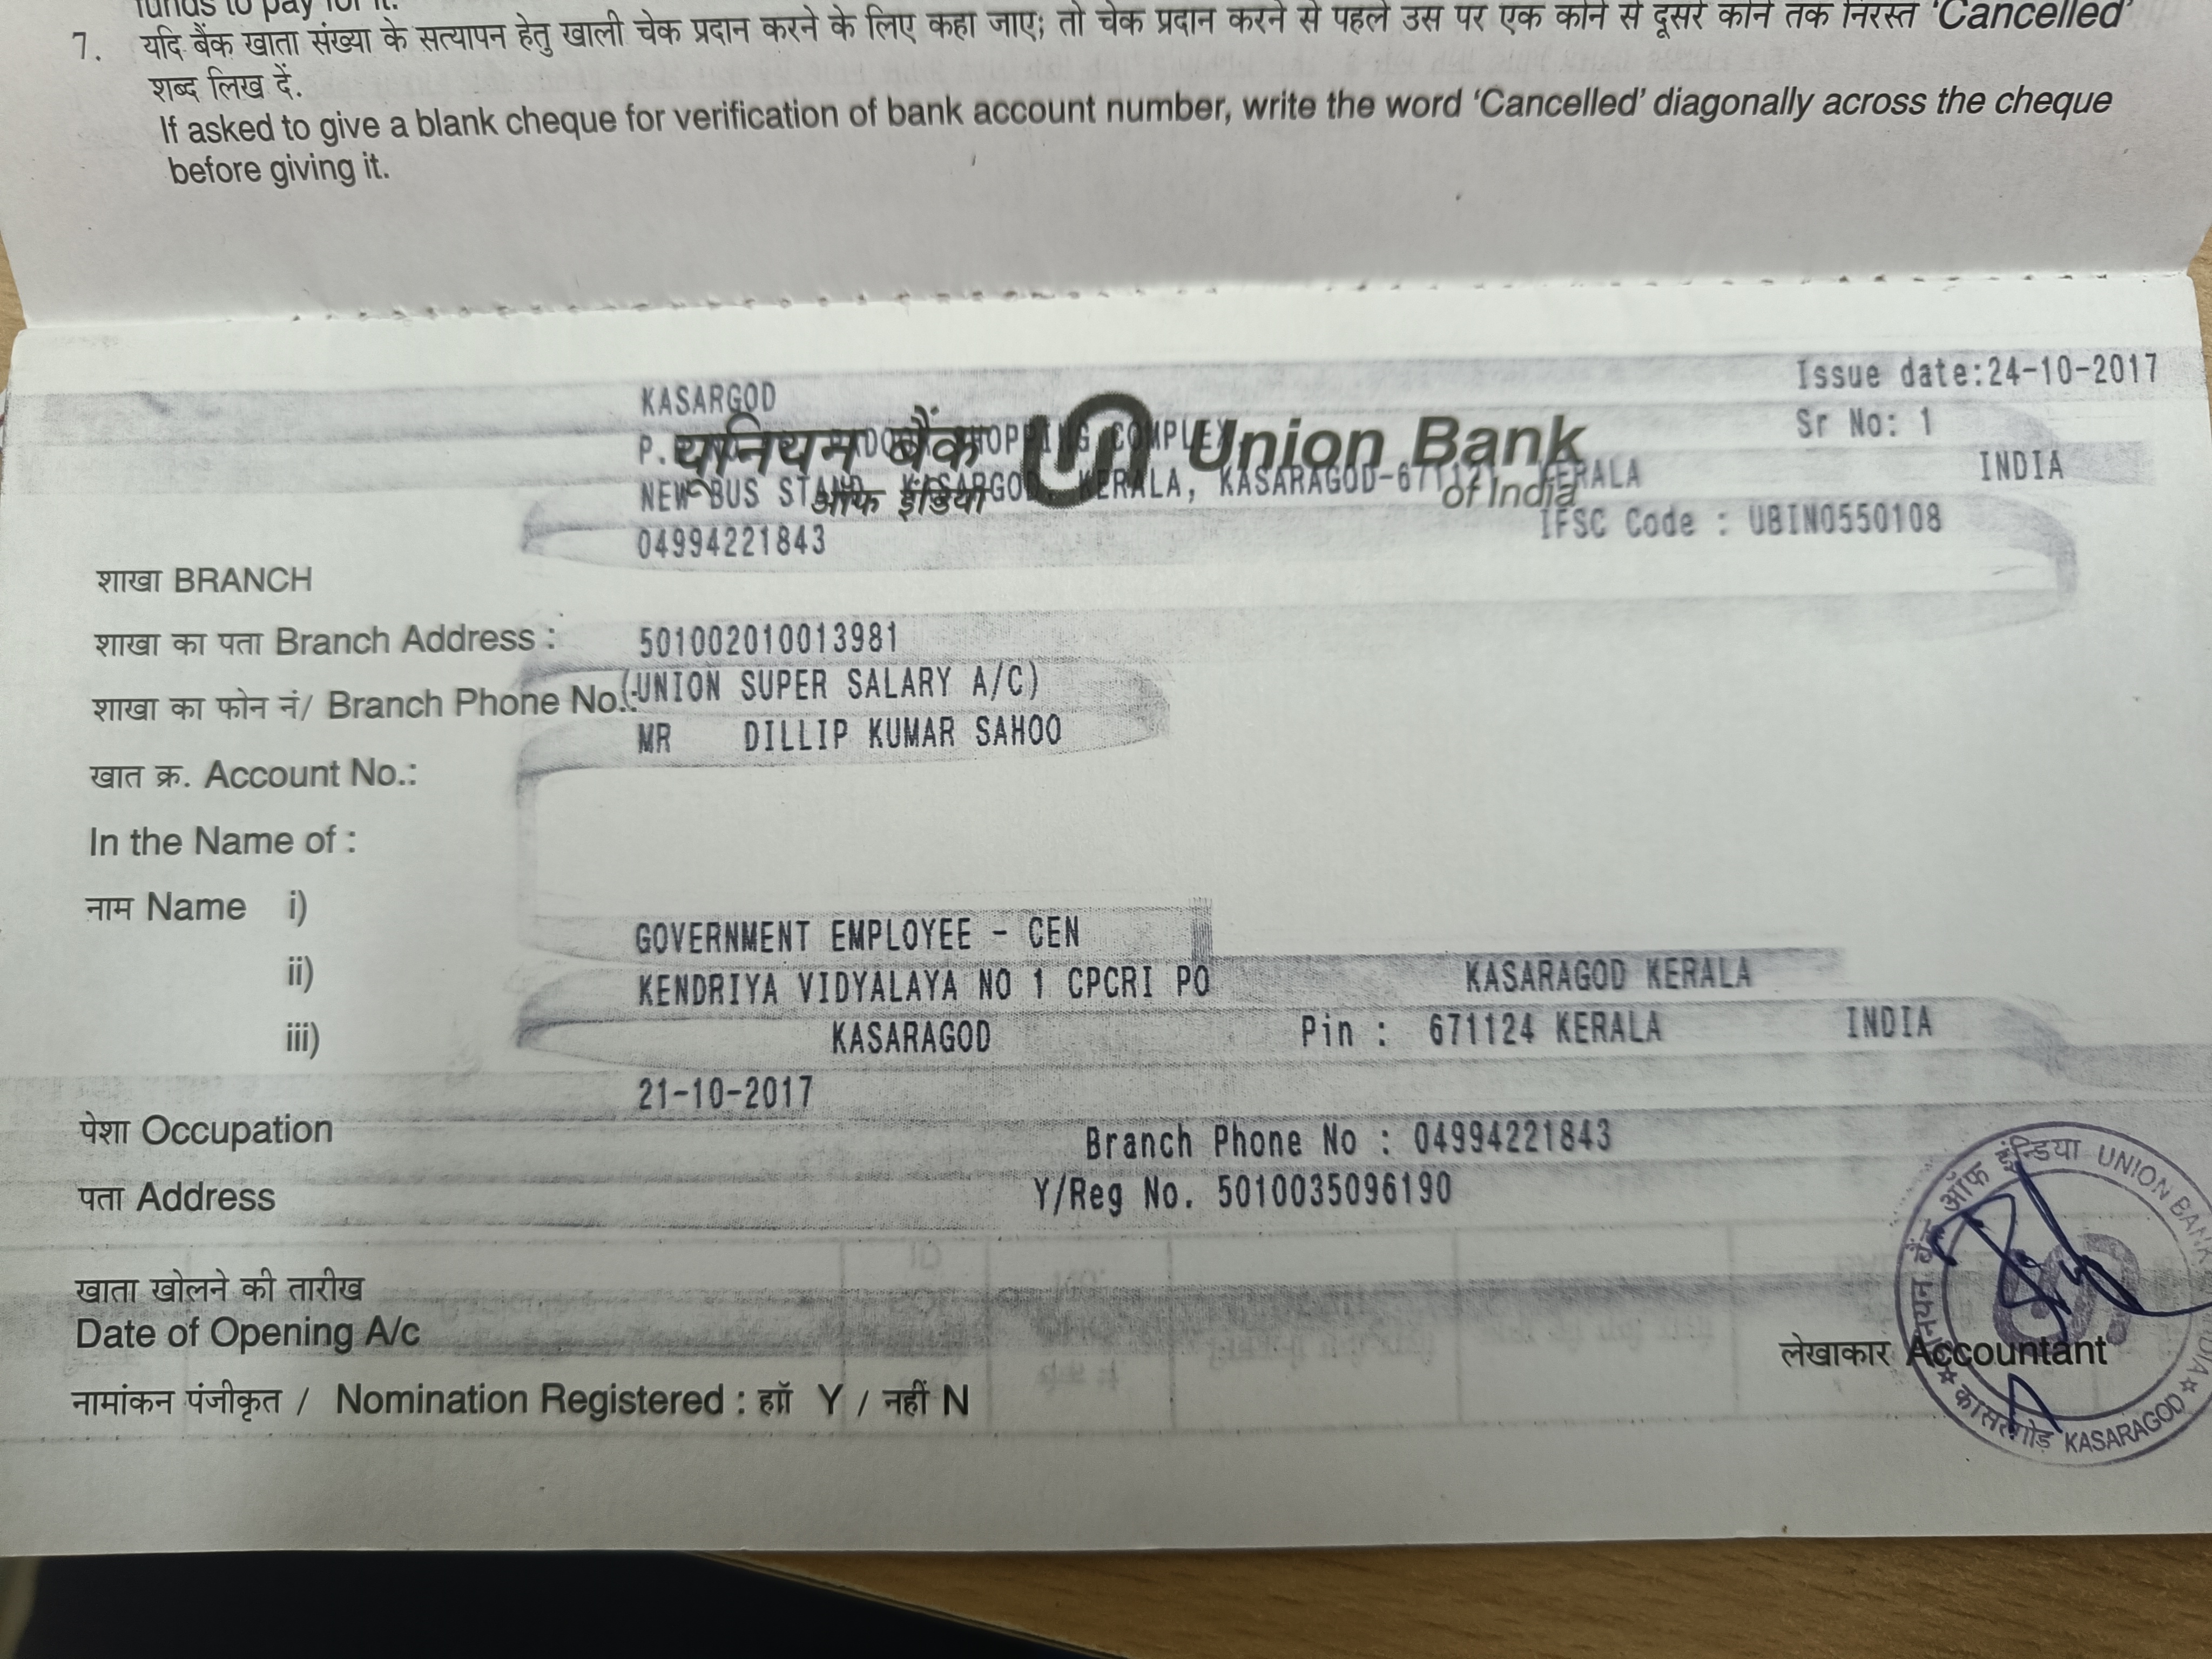 funds to pay for it.
7. यदि बैंक खाता संख्या के सत्यापन हेतु खाली चेक प्रदान करने के लिए कहा जाए; तो चेक प्रदान करने से पहले उस पर एक कोने से दूसरे कोने तक निरस्त 'Cancelled'
शब्द लिख दें.
If asked to give a blank cheque for verification of bank account number, write the word 'Cancelled' diagonally across the cheque
before giving it.
Issue date:24-10-2017
KASARGOD
Sr No: 1
यूनियन बैंक Union Bank
P. SHOPPING COMPLEX
ऑफ इंडिया of India
NEW BUS STAND, KASARGOD, KERALA, KASARAGOD-671121 KERALA INDIA
04994221843 IFSC Code : UBIN0550108
शाखा BRANCH
शाखा का पता Branch Address : 501002010013981
(UNION SUPER SALARY A/C)
शाखा का फोन नं/ Branch Phone No.:
MR DILLIP KUMAR SAHOO
खात क्र. Account No.:
In the Name of :
नाम Name i)
GOVERNMENT EMPLOYEE - CEN
ii) KENDRIYA VIDYALAYA NO 1 CPCRI PO KASARAGOD KERALA
iii) KASARAGOD Pin : 671124 KERALA INDIA
21-10-2017
पेशा Occupation Branch Phone No : 04994221843
पता Address Y/Reg No. 5010035096190
खाता खोलने की तारीख
Date of Opening A/c
लेखाकार Accountant
नामांकन पंजीकृत / Nomination Registered : हाॅं Y / नहीं N
यूनियन बैंक ऑफ इन्डिया UNION BANK
कासरगोड KASARAGOD